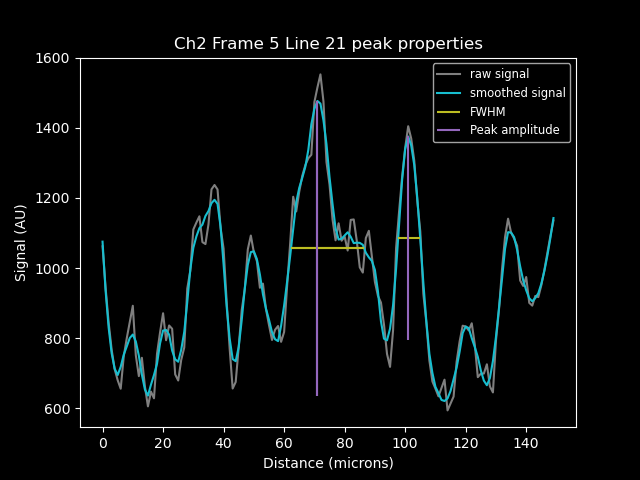 Ch2 Frame 5 Line 21 peak properties
raw signal
smoothed signal
FWHM
Peak amplitude
Signal (AU)
1600
1400
1200
1000
800
600
0 20 40 60 80 100 120 140
Distance (microns)